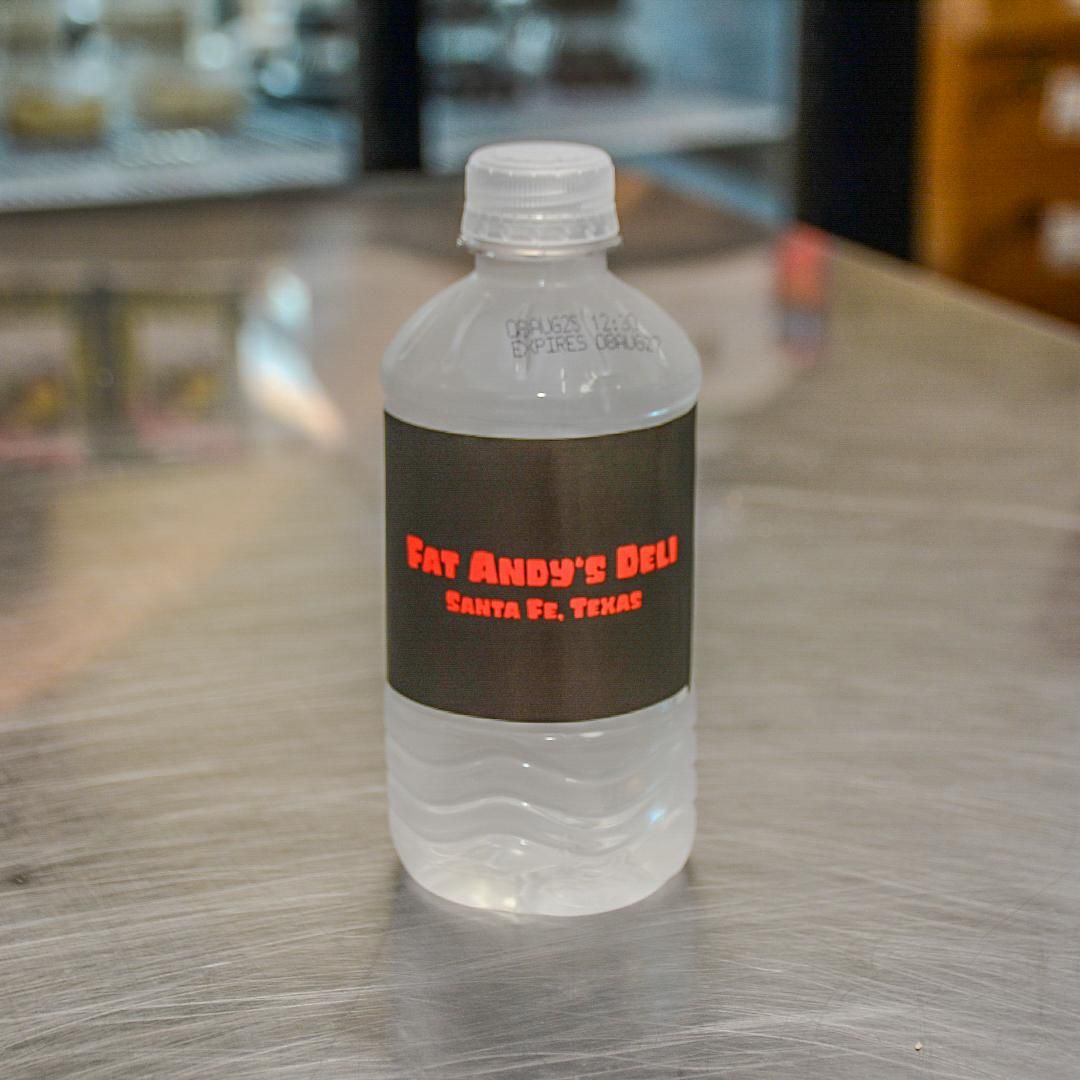 08AUG25 12:30
EXPIRES 08AUG27
FAT ANDY'S DELI
SANTA FE, TEXAS